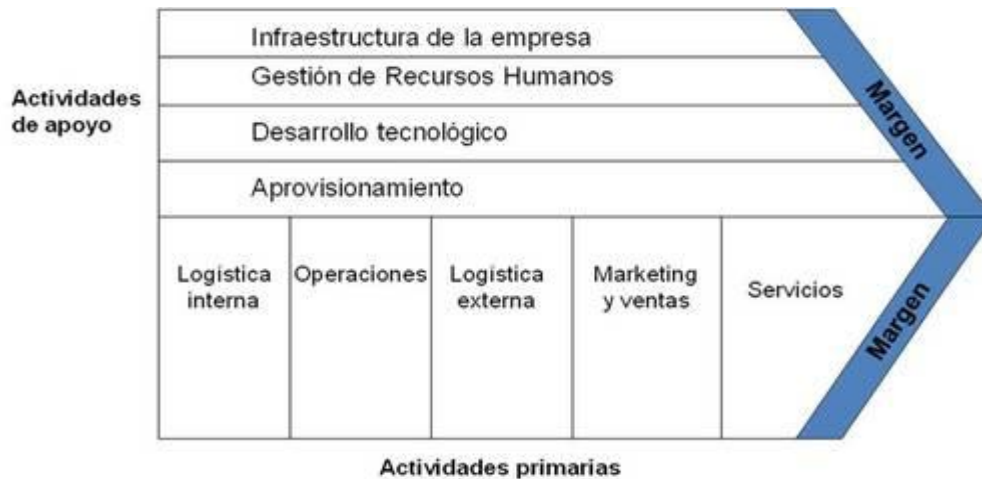 Infraestructura de la empresa
Gestión de Recursos Humanos
Actividades
de apoyo
Desarrollo tecnológico
Aprovisionamiento
Margen
Logística
interna
Operaciones
Logística
externa
Marketing
y ventas
Servicios
Margen
Actividades primarias